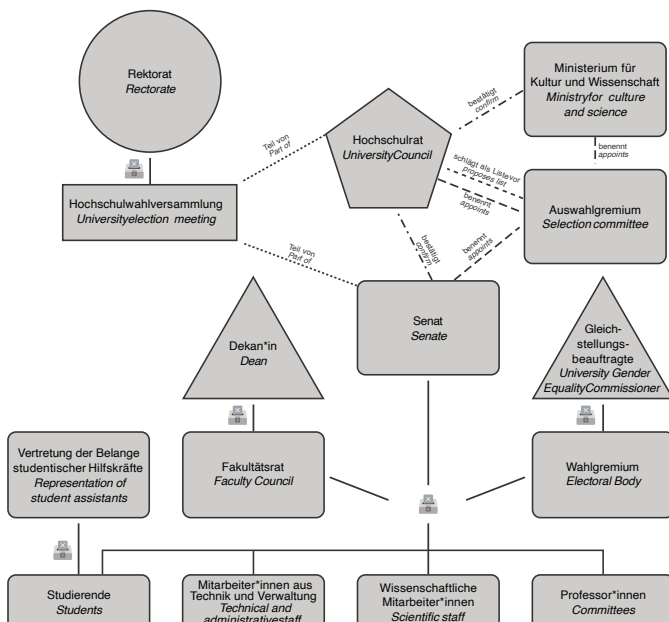 Rektorat
Rectorate
Ministerium für
Kultur und Wissenschaft
Ministryfor culture
and science
bestätigt
confirm
Teil von
Part of
Hochschulrat
UniversityCouncil
benennt
appoints
schlägt als Listevor
proposes list
Hochschulwahlversammlung
Universityelection meeting
benennt
appoints
Auswahlgremium
Selection committee
Teil von
Part of
bestätigt
confirm
benennt
appoints
Senat
Senate
Dekan*in
Dean
Gleich-
stellungs-
beauftragte
University Gender
EqualityCommissioner
Vertretung der Belange
studentischer Hilfskräfte
Representation of
student assistants
Fakultätsrat
Faculty Council
Wahlgremium
Electoral Body
Studierende
Students
Mitarbeiter*innen aus
Technik und Verwaltung
Technical and
administrativestaff
Wissenschaftliche
Mitarbeiter*innen
Scientific staff
Professor*innen
Committees